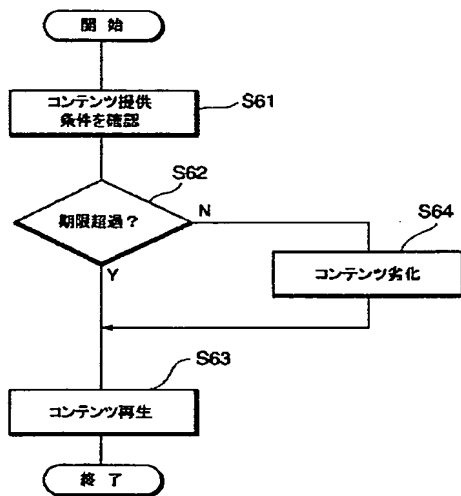 開始
コンテンツ提供
条件を確認
S61
S62
期限超過?
N
S64
コンテンツ劣化
Y
S63
コンテンツ再生
終了